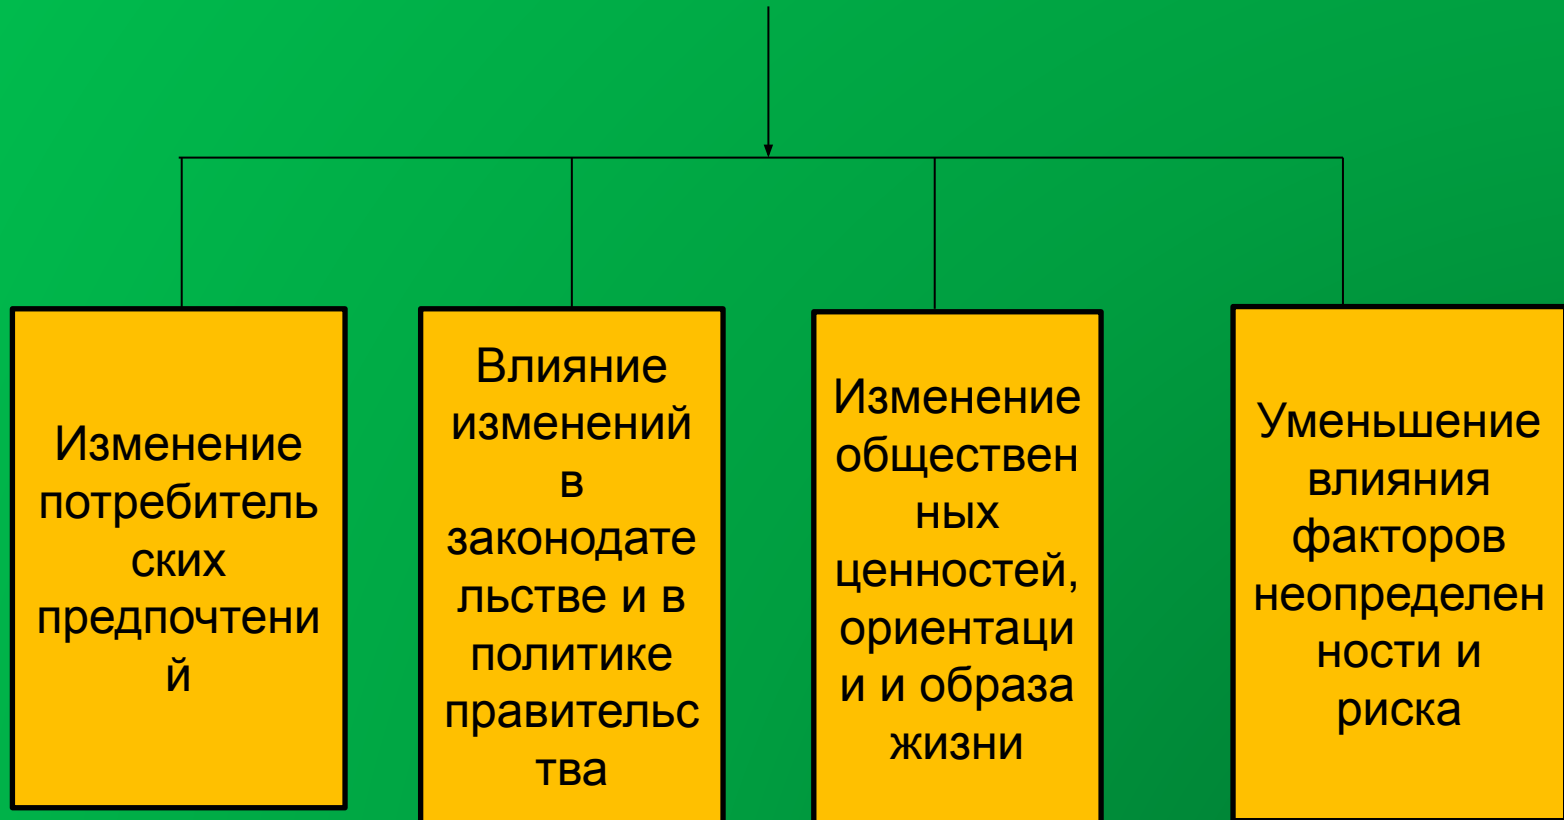 Изменение
потребитель
ских
предпочтени
й
Влияние
изменений
в
законодате
льстве и в
политике
правительс
тва
Изменение
обществен
ных
ценностей,
ориентаци
и и образа
жизни
Уменьшение
влияния
факторов
неопределен
ности и
риска